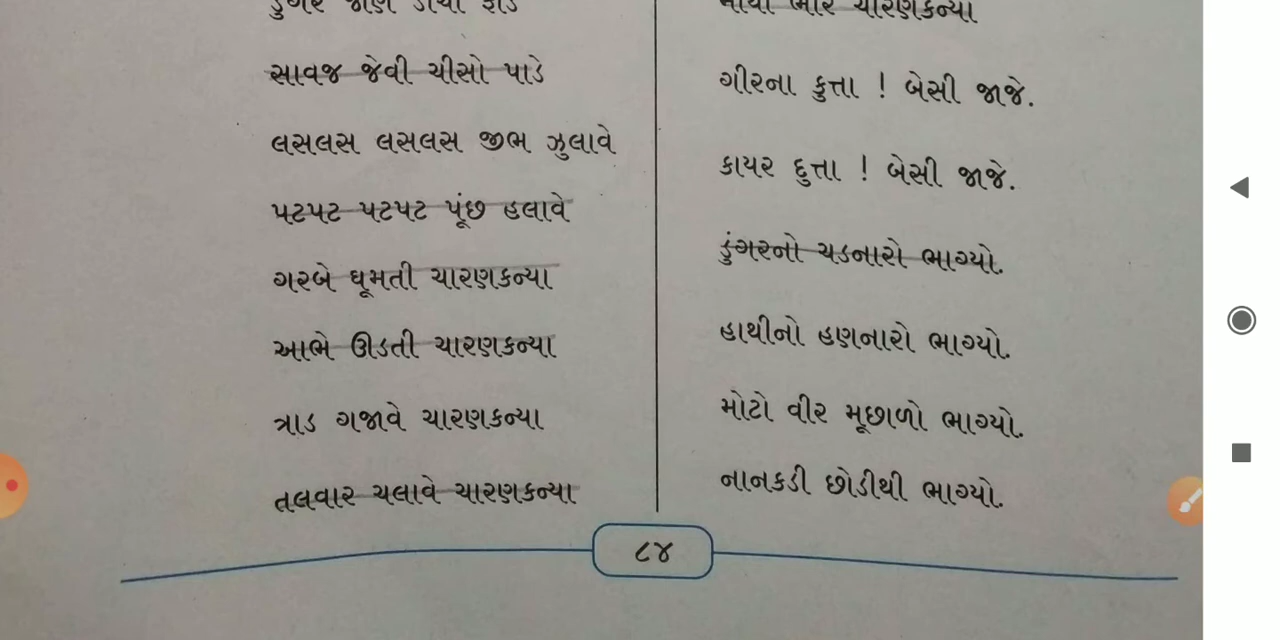 સાવજ જેવી ચીસો પાડે
લસલસ લસલસ જીભ ઝુલાવે
પટપટ પટપટ પૂંછ હલાવે
ગરબે ઘૂમતી ચારણકન્યા
આભે ઊડતી ચારણકન્યા
ત્રાડ ગજાવે ચારણકન્યા
તલવાર ચલાવે ચારણકન્યા
ચારણકન્યા
ગીરના કુત્તા ! બેસી જાજે.
કાયર દુત્તા ! બેસી જાજે.
ડુંગરનો ચડનારો ભાગ્યો.
હાથીનો હણનારો ભાગ્યો.
મોટો વીર મૂછાળો ભાગ્યો.
નાનકડી છોડીથી ભાગ્યો.
૮૪